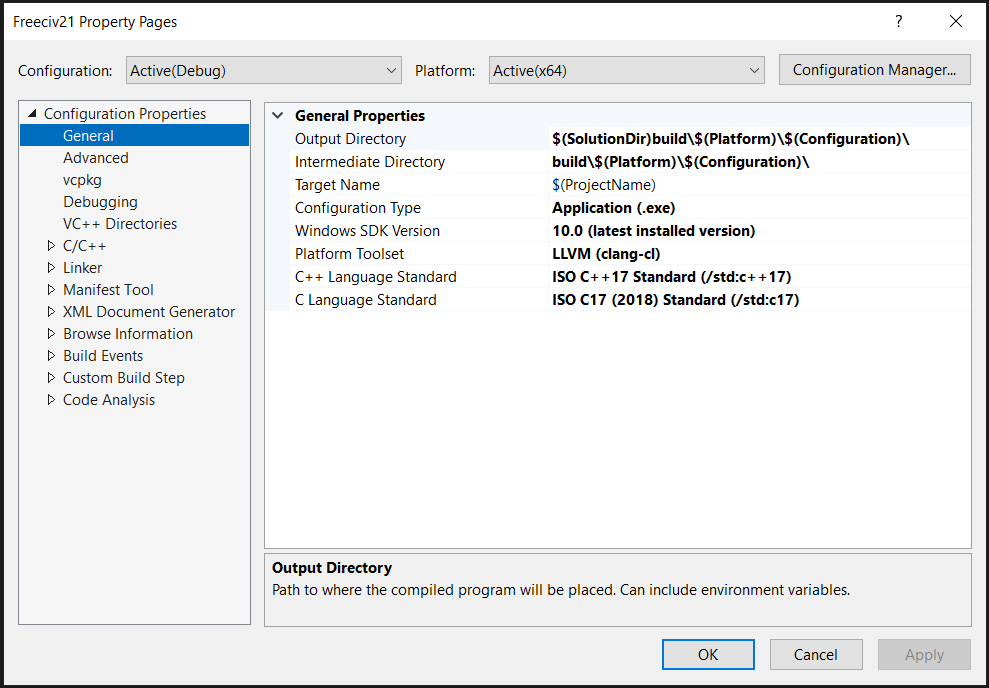 Freeciv21 Property Pages ?
Configuration: Active(Debug) Platform: Active(x64) Configuration Manager...
Configuration Properties
General
Advanced
vcpkg
Debugging
VC++ Directories
C/C++
Linker
Manifest Tool
XML Document Generator
Browse Information
Build Events
Custom Build Step
Code Analysis
General Properties
Output Directory $(SolutionDir)build\$(Platform)\$(Configuration)\
Intermediate Directory build\$(Platform)\$(Configuration)\
Target Name $(ProjectName)
Configuration Type Application (.exe)
Windows SDK Version 10.0 (latest installed version)
Platform Toolset LLVM (clang-cl)
C++ Language Standard ISO C++17 Standard (/std:c++17)
C Language Standard ISO C17 (2018) Standard (/std:c17)
Output Directory
Path to where the compiled program will be placed. Can include environment variables.
OK Cancel Apply